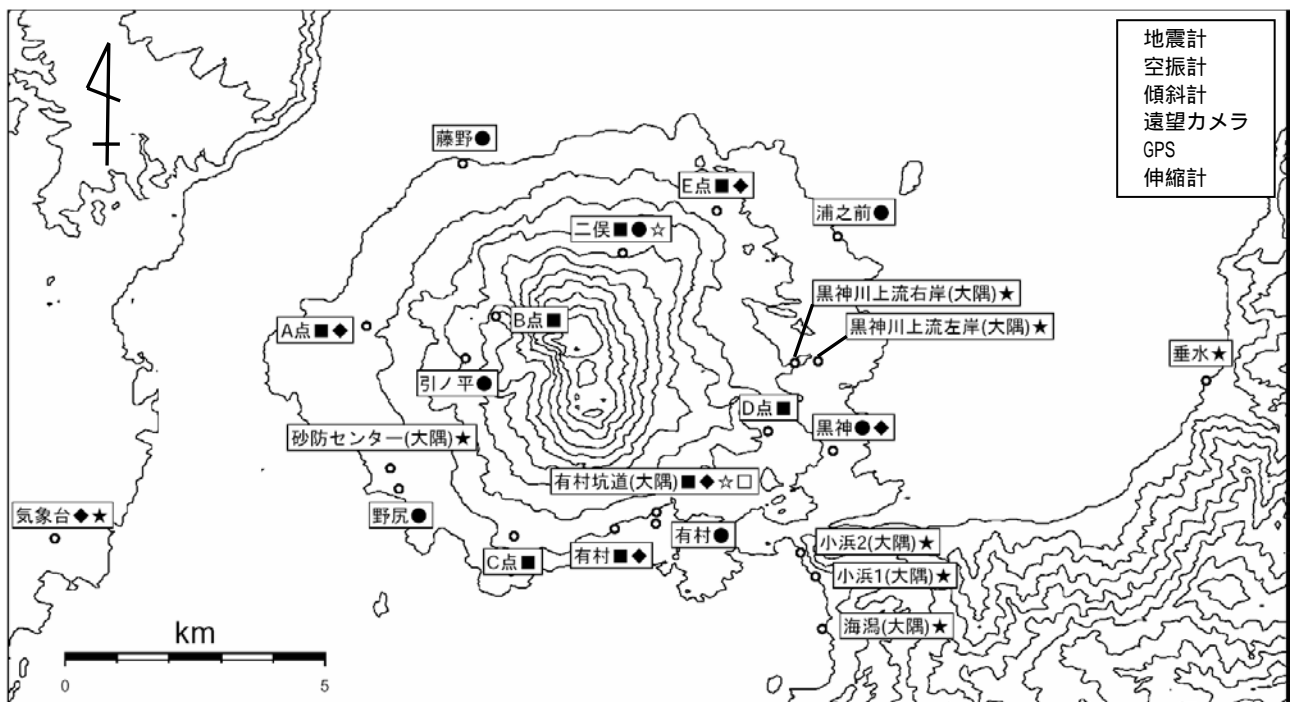 地震計
空振計
傾斜計
遠望カメラ
GPS
伸縮計
藤野●
E点■◆
浦之前●
二俣■●☆
黒神川上流右岸(大隅)★
黒神川上流左岸(大隅)★
A点■◆
B点■
垂水★
引ノ平●
D点■
黒神●◆
砂防センター(大隅)★
有村坑道(大隅)■◆☆□
気象台◆★
野尻●
有村●
小浜2(大隅)★
C点■
有村■◆
小浜1(大隅)★
海潟(大隅)★
km
0
5